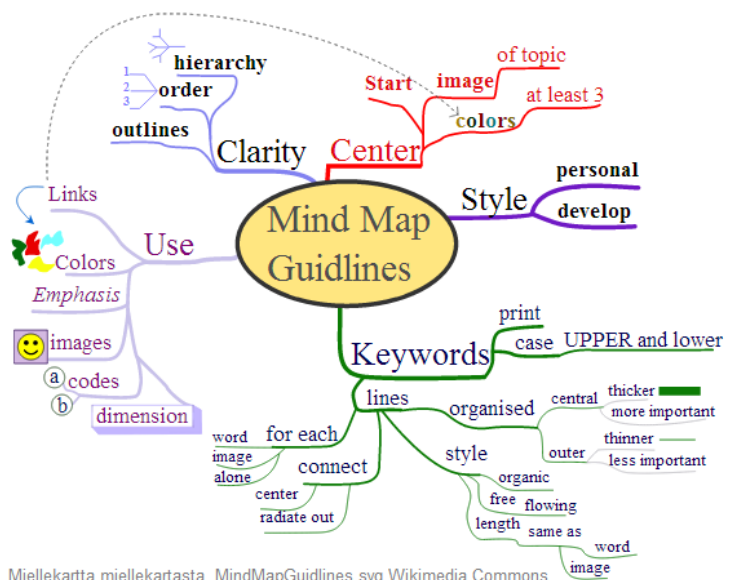 Mind Map
Guidlines
Center
Start
image
of topic
colors
at least 3
Style
personal
develop
Keywords
print
case
UPPER and lower
lines
organised
central
thicker
more important
outer
thinner
less important
style
organic
free
flowing
length
same as
word
image
connect
center
radiate out
for each
word
image
alone
Use
Links
Colors
Emphasis
images
codes
a
b
dimension
Clarity
hierarchy
order
1
2
3
outlines
Miellekartta miellekartasta MindMapGuidlines.svg Wikimedia Commons